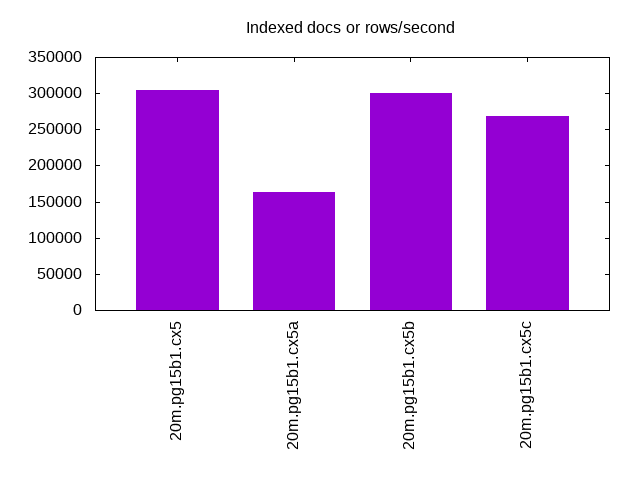 Indexed docs or rows/second
350000
300000
250000
200000
150000
100000
50000
0
20m.pg15b1.cx5
20m.pg15b1.cx5a
20m.pg15b1.cx5b
20m.pg15b1.cx5c